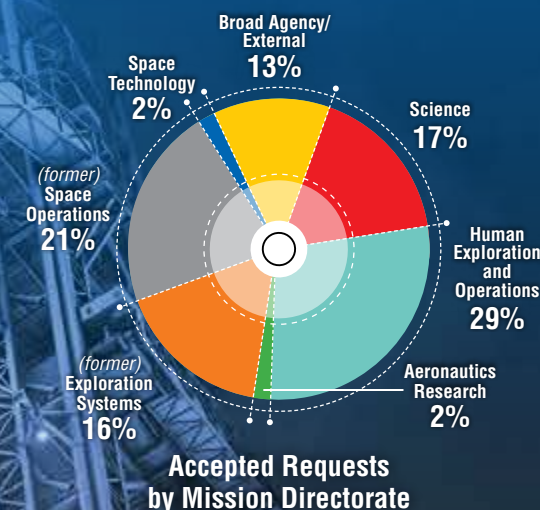 Broad Agency/
External
13%
Space
Technology
2%
Science
17%
(former)
Space
Operations
21%
Human
Exploration
and
Operations
29%
(former)
Exploration
Systems
16%
Aeronautics
Research
2%
Accepted Requests
by Mission Directorate